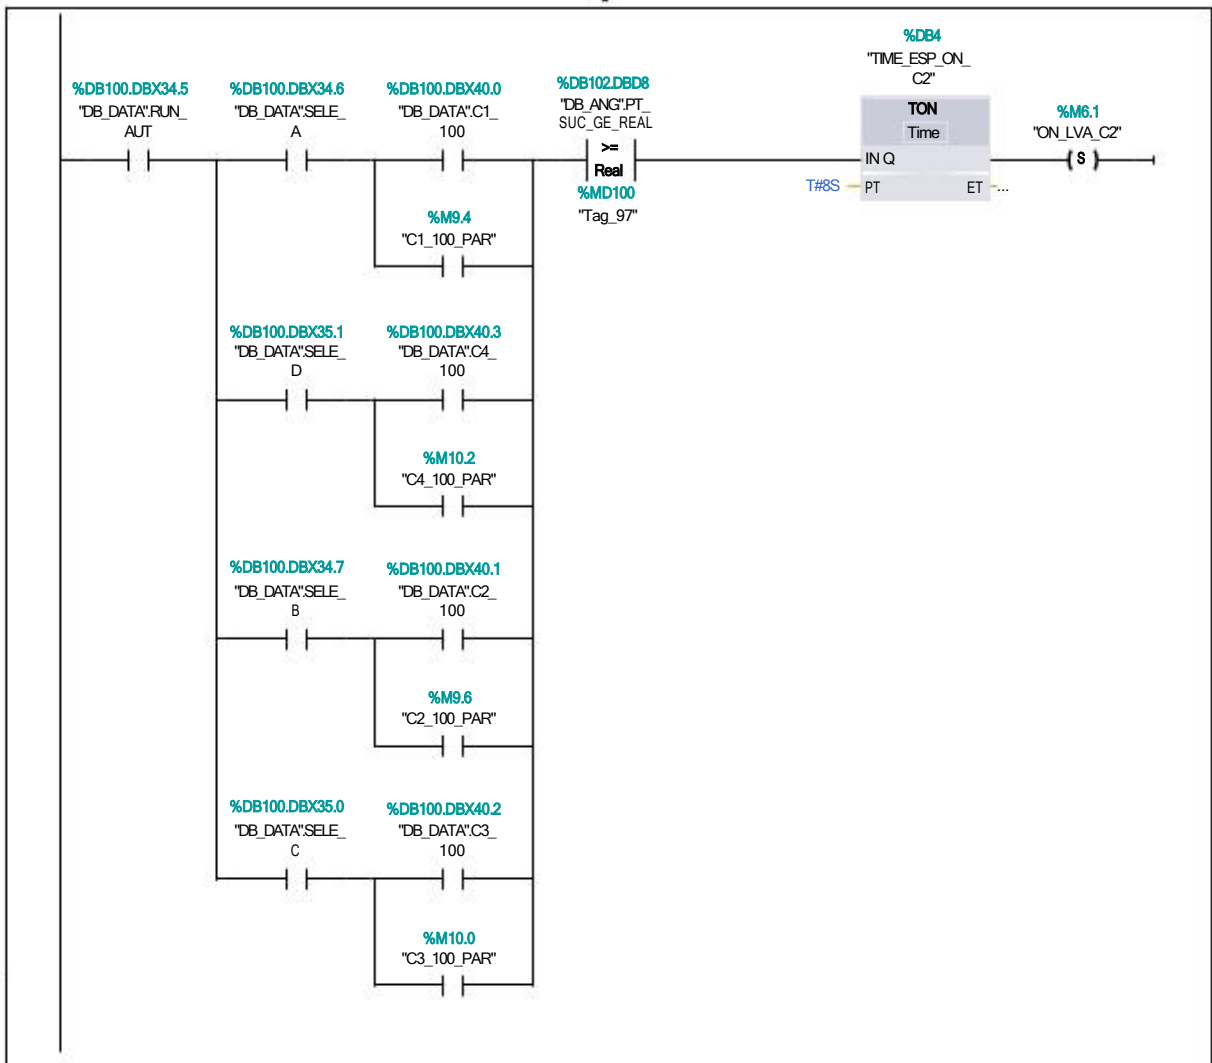 %DB4
"TIME_ESP_ON_
C2"
%DB100.DBX34.5
"DB_DATA".RUN_
AUT
%DB100.DBX34.6
"DB_DATA".SELE_
A
%DB100.DBX40.0
"DB_DATA".C1_
100
%DB102.DBD8
"DB_ANG".PT_
SUC_GE_REAL
>=
Real
%MD100
"Tag_97"
TON
Time
IN Q
T#8S PT ET ...
%M6.1
"ON_LVA_C2"
S
%M9.4
"C1_100_PAR"
%DB100.DBX35.1
"DB_DATA".SELE_
D
%DB100.DBX40.3
"DB_DATA".C4_
100
%M10.2
"C4_100_PAR"
%DB100.DBX34.7
"DB_DATA".SELE_
B
%DB100.DBX40.1
"DB_DATA".C2_
100
%M9.6
"C2_100_PAR"
%DB100.DBX35.0
"DB_DATA".SELE_
C
%DB100.DBX40.2
"DB_DATA".C3_
100
%M10.0
"C3_100_PAR"